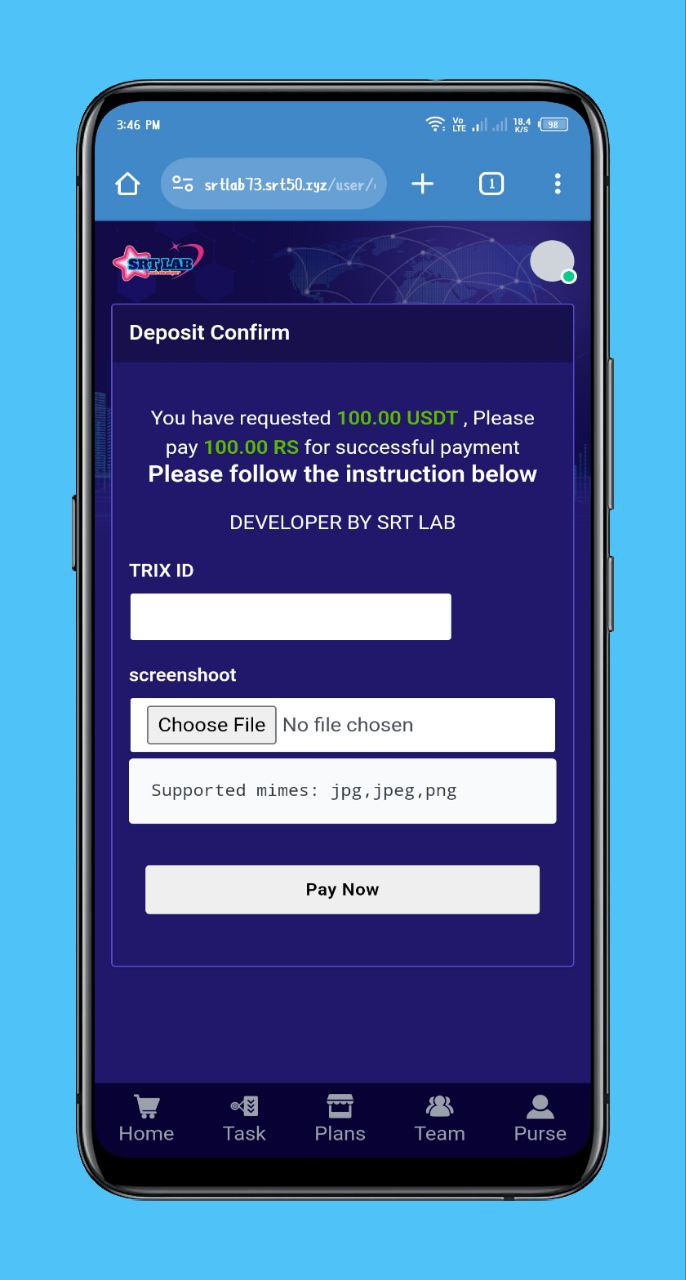 3:46 PM
Vo LTE 18.4 K/S 98
srtlab73.srt50.xyz/user/
1
SRT LAB
Deposit Confirm
You have requested 100.00 USDT , Please
pay 100.00 RS for successful payment
Please follow the instruction below
DEVELOPER BY SRT LAB
TRIX ID
screenshoot
Choose File No file chosen
Supported mimes: jpg,jpeg,png
Pay Now
Home Task Plans Team Purse